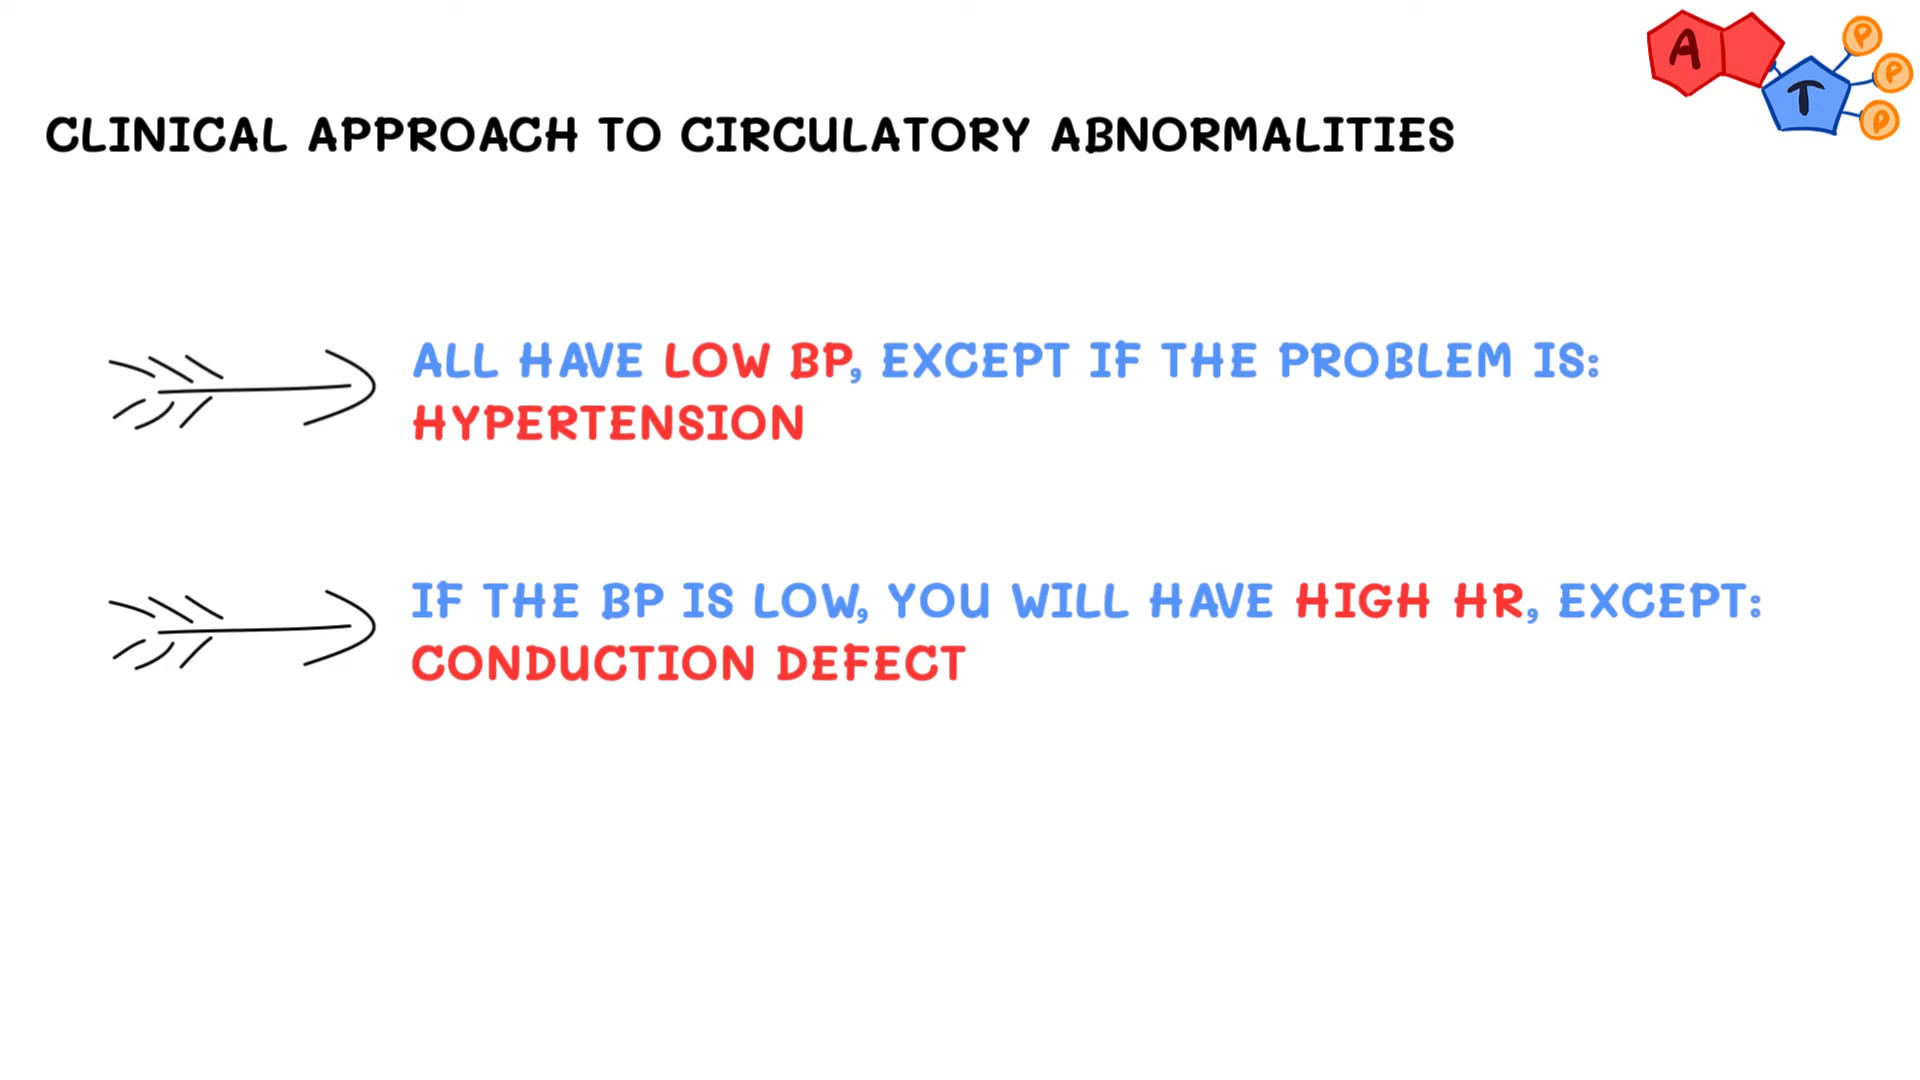 A
T
P
P
P
CLINICAL APPROACH TO CIRCULATORY ABNORMALITIES
ALL HAVE LOW BP, EXCEPT IF THE PROBLEM IS:
HYPERTENSION
IF THE BP IS LOW, YOU WILL HAVE HIGH HR, EXCEPT:
CONDUCTION DEFECT